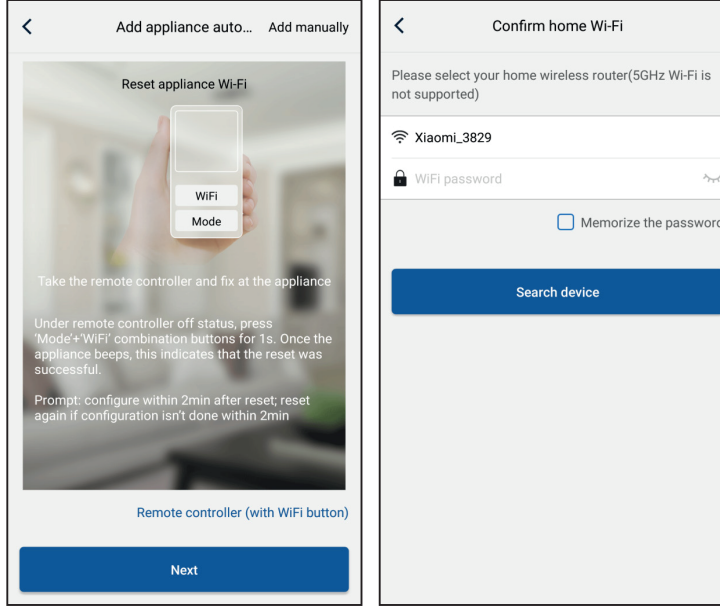 Add appliance auto... Add manually
Reset appliance Wi-Fi
WiFi
Mode
Take the remote controller and fix at the appliance
Under remote controller off status, press
‘Mode’+‘WiFi’ combination buttons for 1s. Once the
appliance beeps, this indicates that the reset was
successful.
Prompt: configure within 2min after reset; reset
again if configuration isn’t done within 2min
Remote controller (with WiFi button)
Next
Confirm home Wi-Fi
Please select your home wireless router(5GHz Wi-Fi is
not supported)
Xiaomi_3829
WiFi password
Memorize the password
Search device